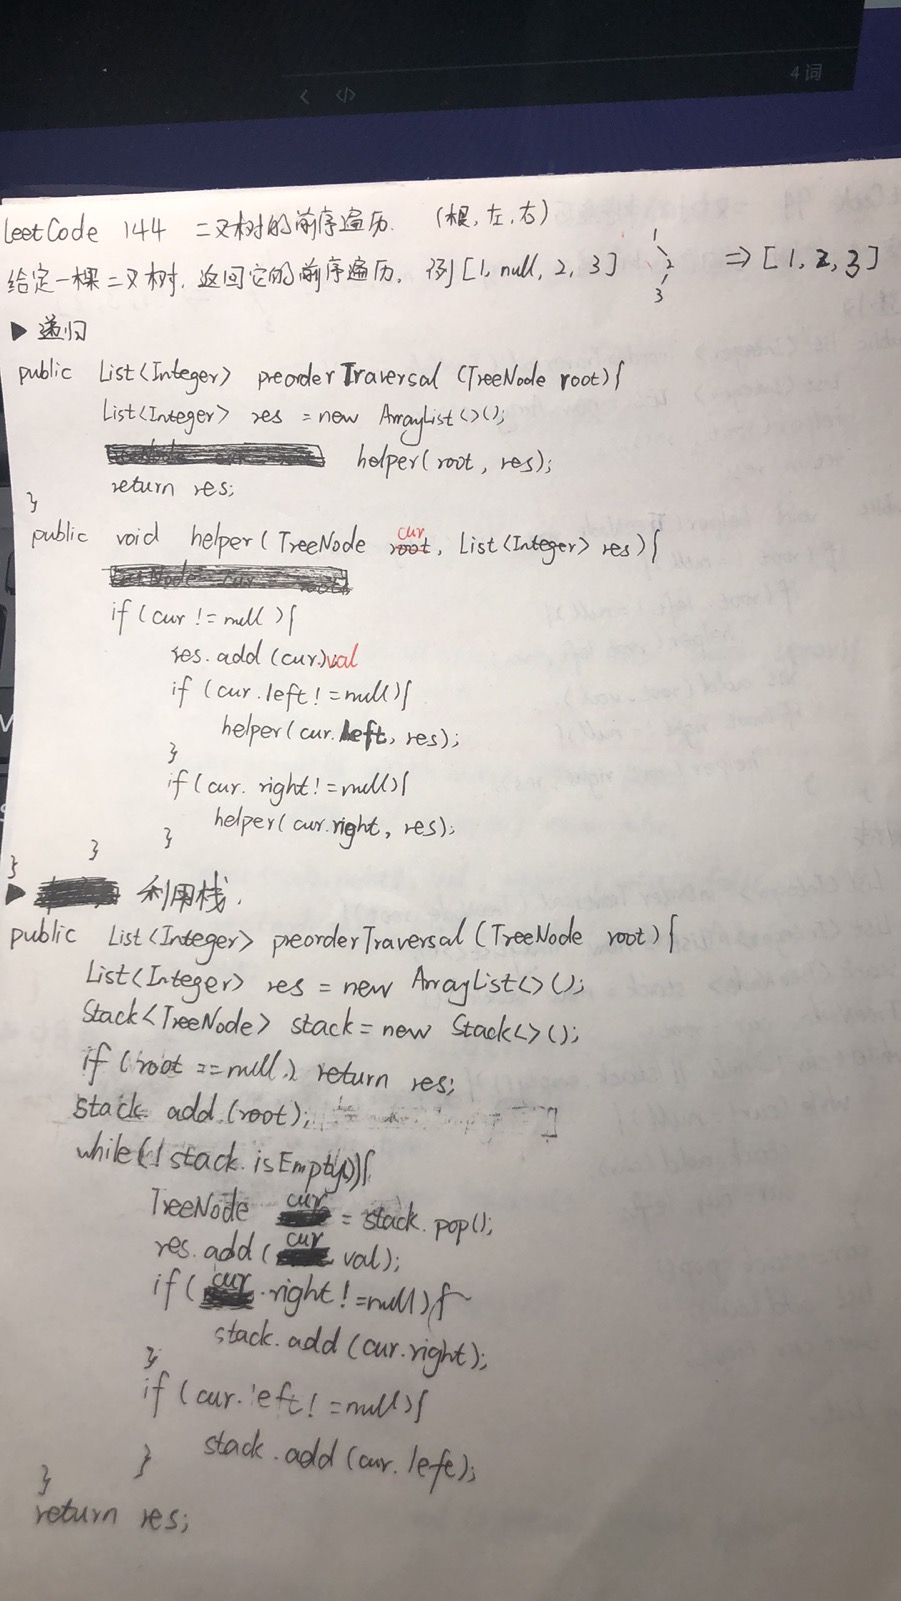 4 词
leetCode 144 二叉树的前序遍历. (根,左,右)
给定一棵二叉树,返回它的前序遍历, 例[1, null, 2, 3] 1 2 3 => [1, 2, 3]
▶ 递归
public List<Integer> preorderTraversal (TreeNode root){
List<Integer> res = new ArrayList<>();
helper(root, res);
return res;
}
public void helper(TreeNode root cur, List<Integer> res){
if (cur != null){
res.add(cur.)val
if (cur.left != null){
helper(cur.left, res);
}
if (cur.right != null){
helper(cur.right, res);
}
}
}
▶ 利用栈.
public List<Integer> preorderTraversal (TreeNode root){
List<Integer> res = new ArrayList<>();
Stack<TreeNode> stack = new Stack<>();
if (root == null) return res;
stack.add(root);
while(!stack.isEmpty()){
TreeNode cur = stack.pop();
res.add(cur val);
if (cur.right != null){
stack.add(cur.right);
}
if (cur.left != null){
stack.add(cur.lefe);
}
}
return res;